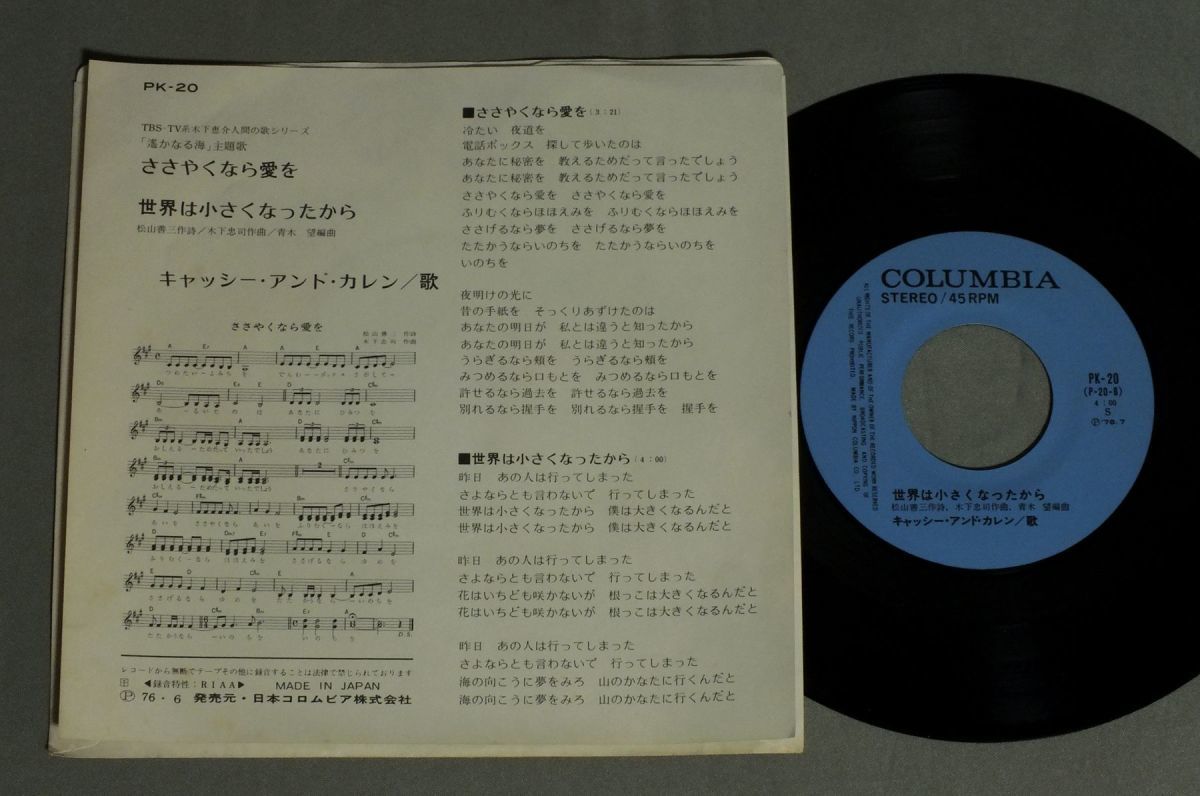 PK-20
TBS-TV系木下恵介人間の歌シリーズ
「遙かなる海」主題歌
ささやくなら愛を
世界は小さくなったから
松山善三作詩/木下忠司作曲/青木 望編曲
キャッシー・アンド・カレン/歌
ささやくなら愛を
松山善三 作詩
木下忠司 作曲
レコードから無断でテープその他に録音することは法律で禁じられております
◀録音特性:RIAA▶ MADE IN JAPAN
Ⓟ 76・6 発売元・日本コロムビア株式会社
■ささやくなら愛を(3:21)
冷たい 夜道を
電話ボックス 探して歩いたのは
あなたに秘密を 教えるためだって言ったでしょう
あなたに秘密を 教えるためだって言ったでしょう
ささやくなら愛を ささやくなら愛を
ふりむくならほほえみを ふりむくならほほえみを
ささげるなら夢を ささげるなら夢を
たたかうならいのちを たたかうならいのちを
いのちを
夜明けの光に
昔の手紙を そっくりあずけたのは
あなたの明日が 私とは違うと知ったから
あなたの明日が 私とは違うと知ったから
うらぎるなら頬を うらぎるなら頬を
みつめるなら口もとを みつめるなら口もとを
許せるなら過去を 許せるなら過去を
別れるなら握手を 別れるなら握手を 握手を
■世界は小さくなったから(4:00)
昨日 あの人は行ってしまった
さよならとも言わないで 行ってしまった
世界は小さくなったから 僕は大きくなるんだと
世界は小さくなったから 僕は大きくなるんだと
昨日 あの人は行ってしまった
さよならとも言わないで 行ってしまった
花はいちども咲かないが 根っこは大きくなるんだと
花はいちども咲かないが 根っこは大きくなるんだと
昨日 あの人は行ってしまった
さよならとも言わないで 行ってしまった
海の向こうに夢をみろ 山のかなたに行くんだと
海の向こうに夢をみろ 山のかなたに行くんだと
COLUMBIA
STEREO/45RPM
PK-20
(P-20-B)
4:00
S
Ⓟ'76.7
世界は小さくなったから
松山善三作詩、木下忠司作曲、青木 望編曲
キャッシー・アンド・カレン/歌